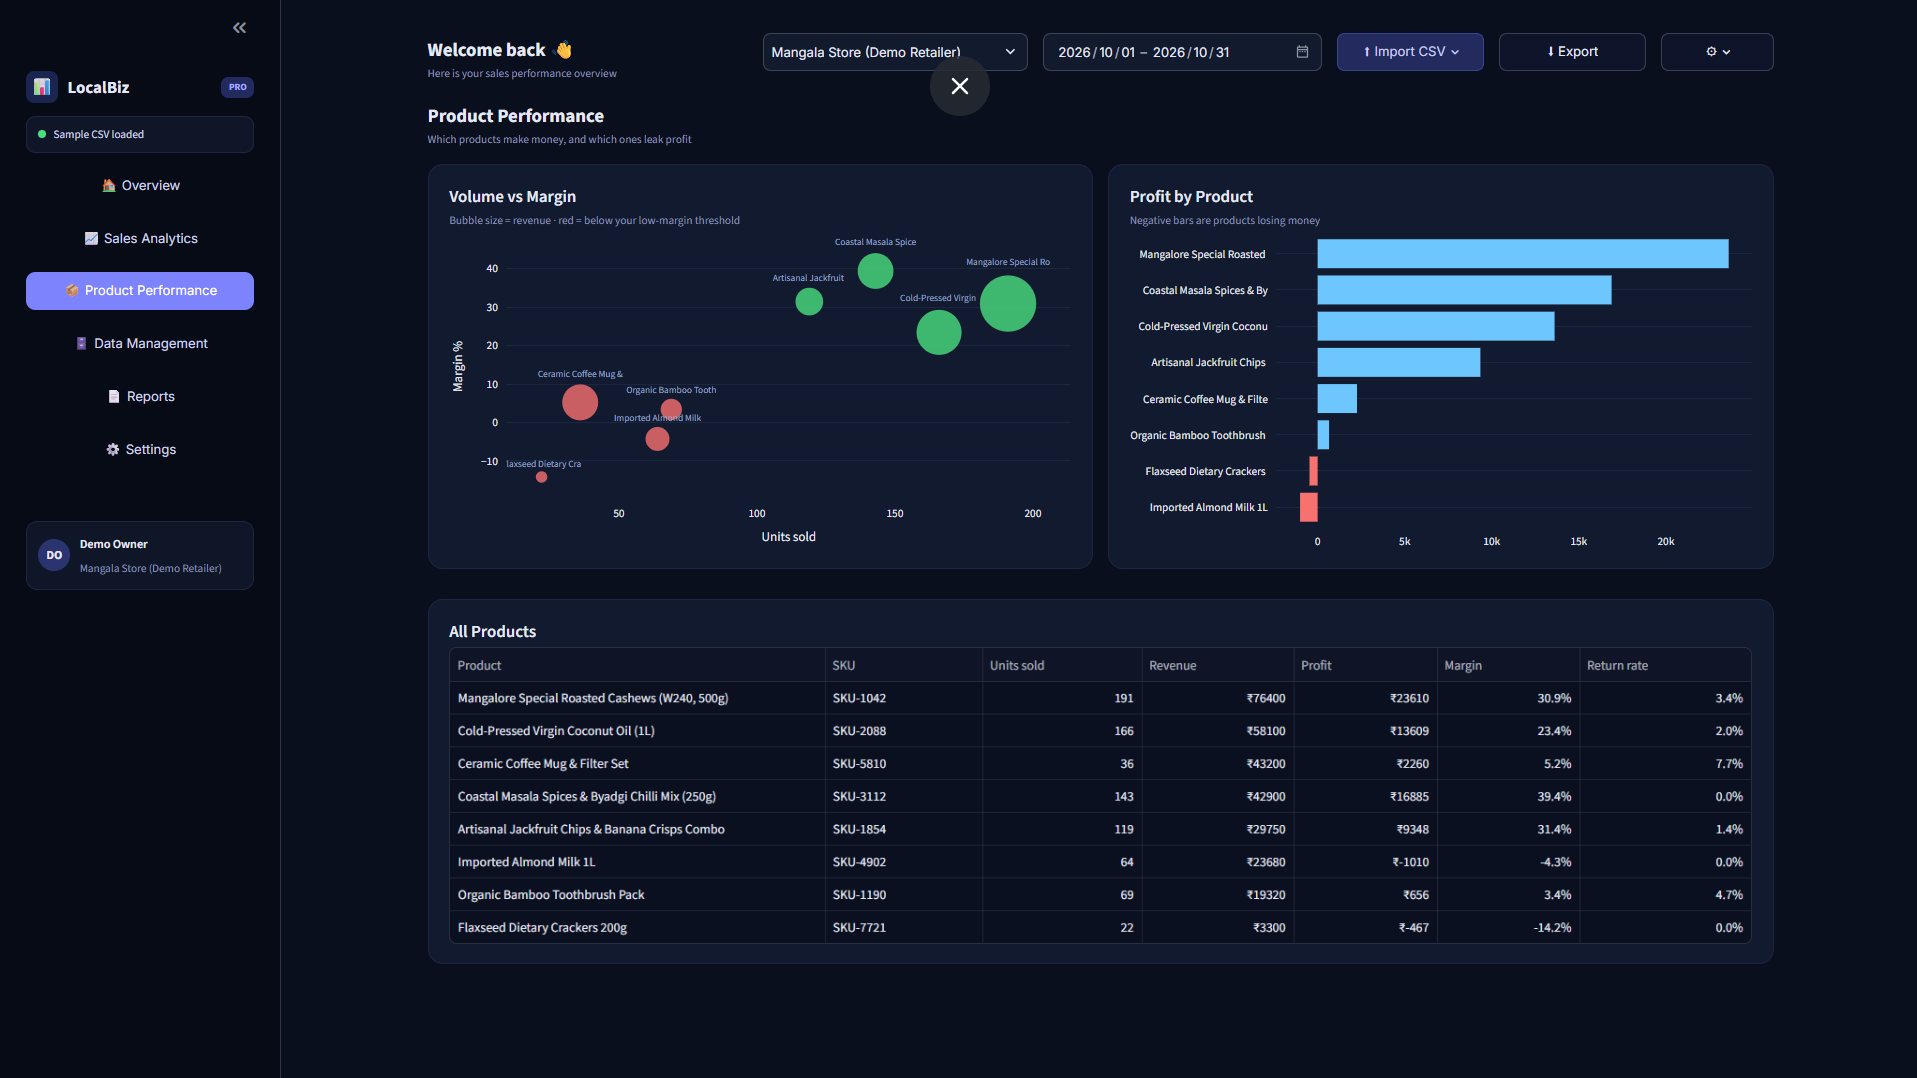 LocalBiz
PRO
Sample CSV loaded
Overview
Sales Analytics
Product Performance
Data Management
Reports
Settings
DO
Demo Owner
Mangala Store (Demo Retailer)
Welcome back
Here is your sales performance overview
Mangala Store (Demo Retailer)
2026/10/01 – 2026/10/31
Import CSV
Export
Product Performance
Which products make money, and which ones leak profit
Volume vs Margin
Bubble size = revenue · red = below your low-margin threshold
Margin %
40
30
20
10
0
−10
Coastal Masala Spice
Mangalore Special Ro
Artisanal Jackfruit
Cold-Pressed Virgin
Ceramic Coffee Mug &
Organic Bamboo Tooth
Imported Almond Milk
laxseed Dietary Cra
50
100
150
200
Units sold
Profit by Product
Negative bars are products losing money
Mangalore Special Roasted
Coastal Masala Spices & By
Cold-Pressed Virgin Coconu
Artisanal Jackfruit Chips
Ceramic Coffee Mug & Filte
Organic Bamboo Toothbrush
Flaxseed Dietary Crackers
Imported Almond Milk 1L
0
5k
10k
15k
20k
All Products
Product SKU Units sold Revenue Profit Margin Return rate
Mangalore Special Roasted Cashews (W240, 500g) SKU-1042 191 ₹76400 ₹23610 30.9% 3.4%
Cold-Pressed Virgin Coconut Oil (1L) SKU-2088 166 ₹58100 ₹13609 23.4% 2.0%
Ceramic Coffee Mug & Filter Set SKU-5810 36 ₹43200 ₹2260 5.2% 7.7%
Coastal Masala Spices & Byadgi Chilli Mix (250g) SKU-3112 143 ₹42900 ₹16885 39.4% 0.0%
Artisanal Jackfruit Chips & Banana Crisps Combo SKU-1854 119 ₹29750 ₹9348 31.4% 1.4%
Imported Almond Milk 1L SKU-4902 64 ₹23680 ₹-1010 -4.3% 0.0%
Organic Bamboo Toothbrush Pack SKU-1190 69 ₹19320 ₹656 3.4% 4.7%
Flaxseed Dietary Crackers 200g SKU-7721 22 ₹3300 ₹-467 -14.2% 0.0%